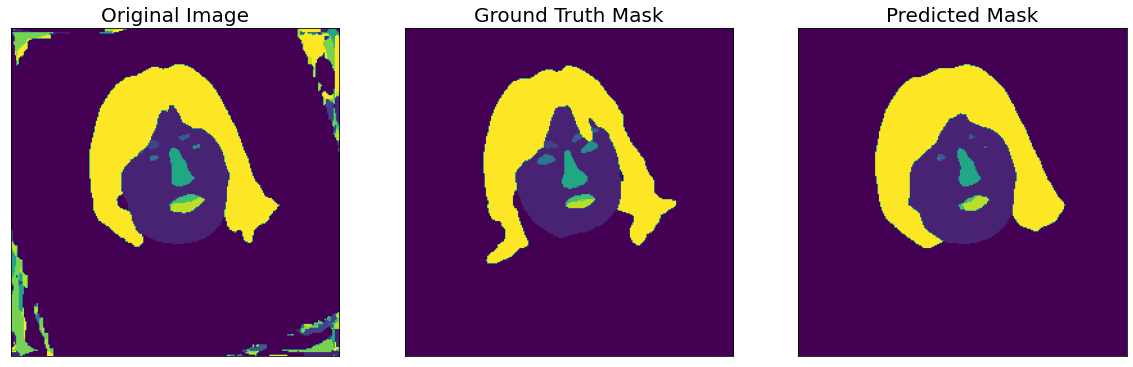 Original Image
Ground Truth Mask
Predicted Mask